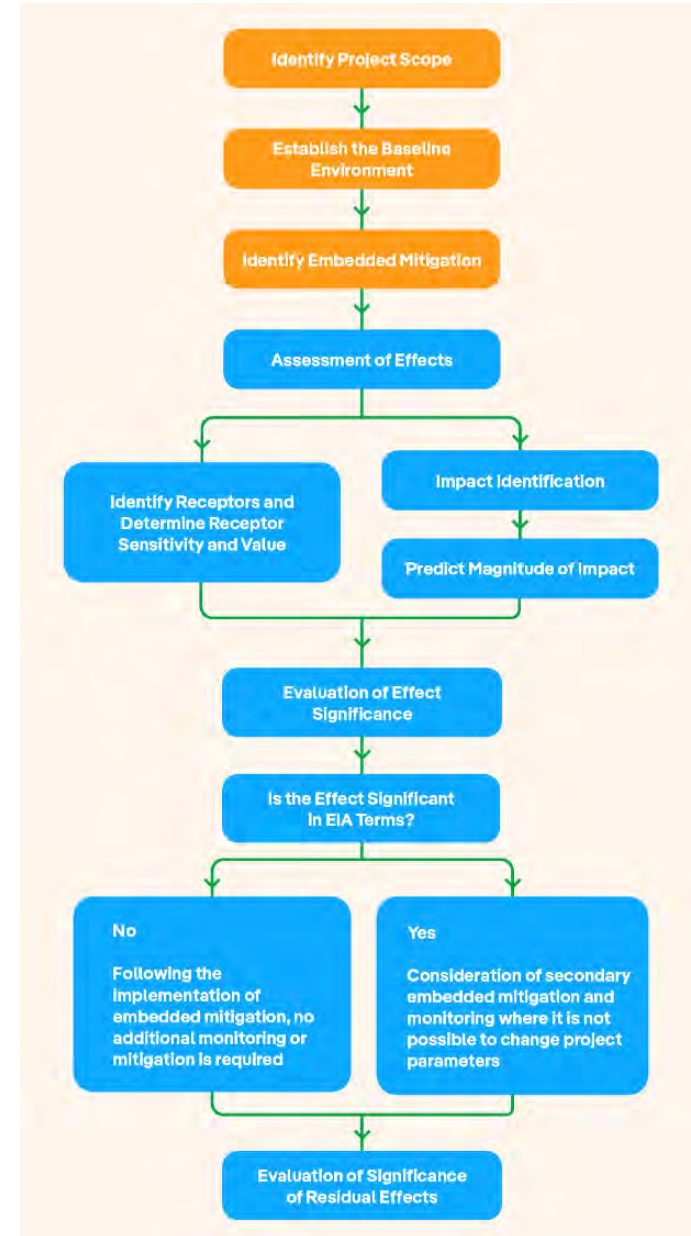 Identify Project Scope
Establish the Baseline
Environment
Identify Embedded Mitigation
Assessment of Effects
Identify Receptors and
Determine Receptor
Sensitivity and Value
Impact Identification
Predict Magnitude of Impact
Evaluation of Effect
Significance
Is the Effect Significant
in EIA Terms?
No
Following the
implementation of
embedded mitigation, no
additional monitoring or
mitigation is required
Yes
Consideration of secondary
embedded mitigation and
monitoring where it is not
possible to change project
parameters
Evaluation of Significance
of Residual Effects